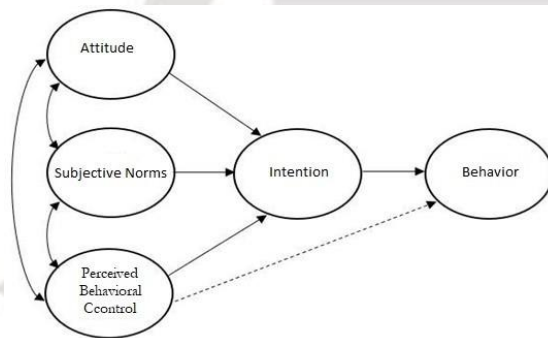 Attitude
Subjective Norms
Intention
Behavior
Perceived
Behavioral
Ccontrol